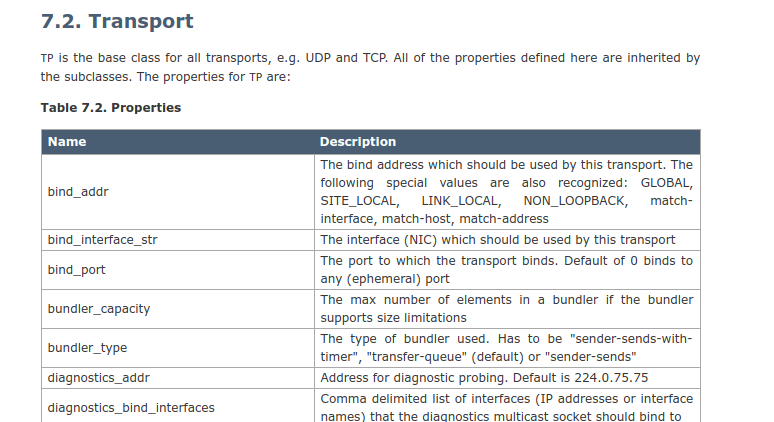 7.2. Transport
TP is the base class for all transports, e.g. UDP and TCP. All of the properties defined here are inherited by
the subclasses. The properties for TP are:
Table 7.2. Properties
Name Description
bind_addr
The bind address which should be used by this transport. The
following special values are also recognized: GLOBAL,
SITE_LOCAL, LINK_LOCAL, NON_LOOPBACK, match-
interface, match-host, match-address
bind_interface_str
The interface (NIC) which should be used by this transport
bind_port
The port to which the transport binds. Default of 0 binds to
any (ephemeral) port
bundler_capacity
The max number of elements in a bundler if the bundler
supports size limitations
bundler_type
The type of bundler used. Has to be "sender-sends-with-
timer", "transfer-queue" (default) or "sender-sends"
diagnostics_addr
Address for diagnostic probing. Default is 224.0.75.75
diagnostics_bind_interfaces
Comma delimited list of interfaces (IP addresses or interface
names) that the diagnostics multicast socket should bind to